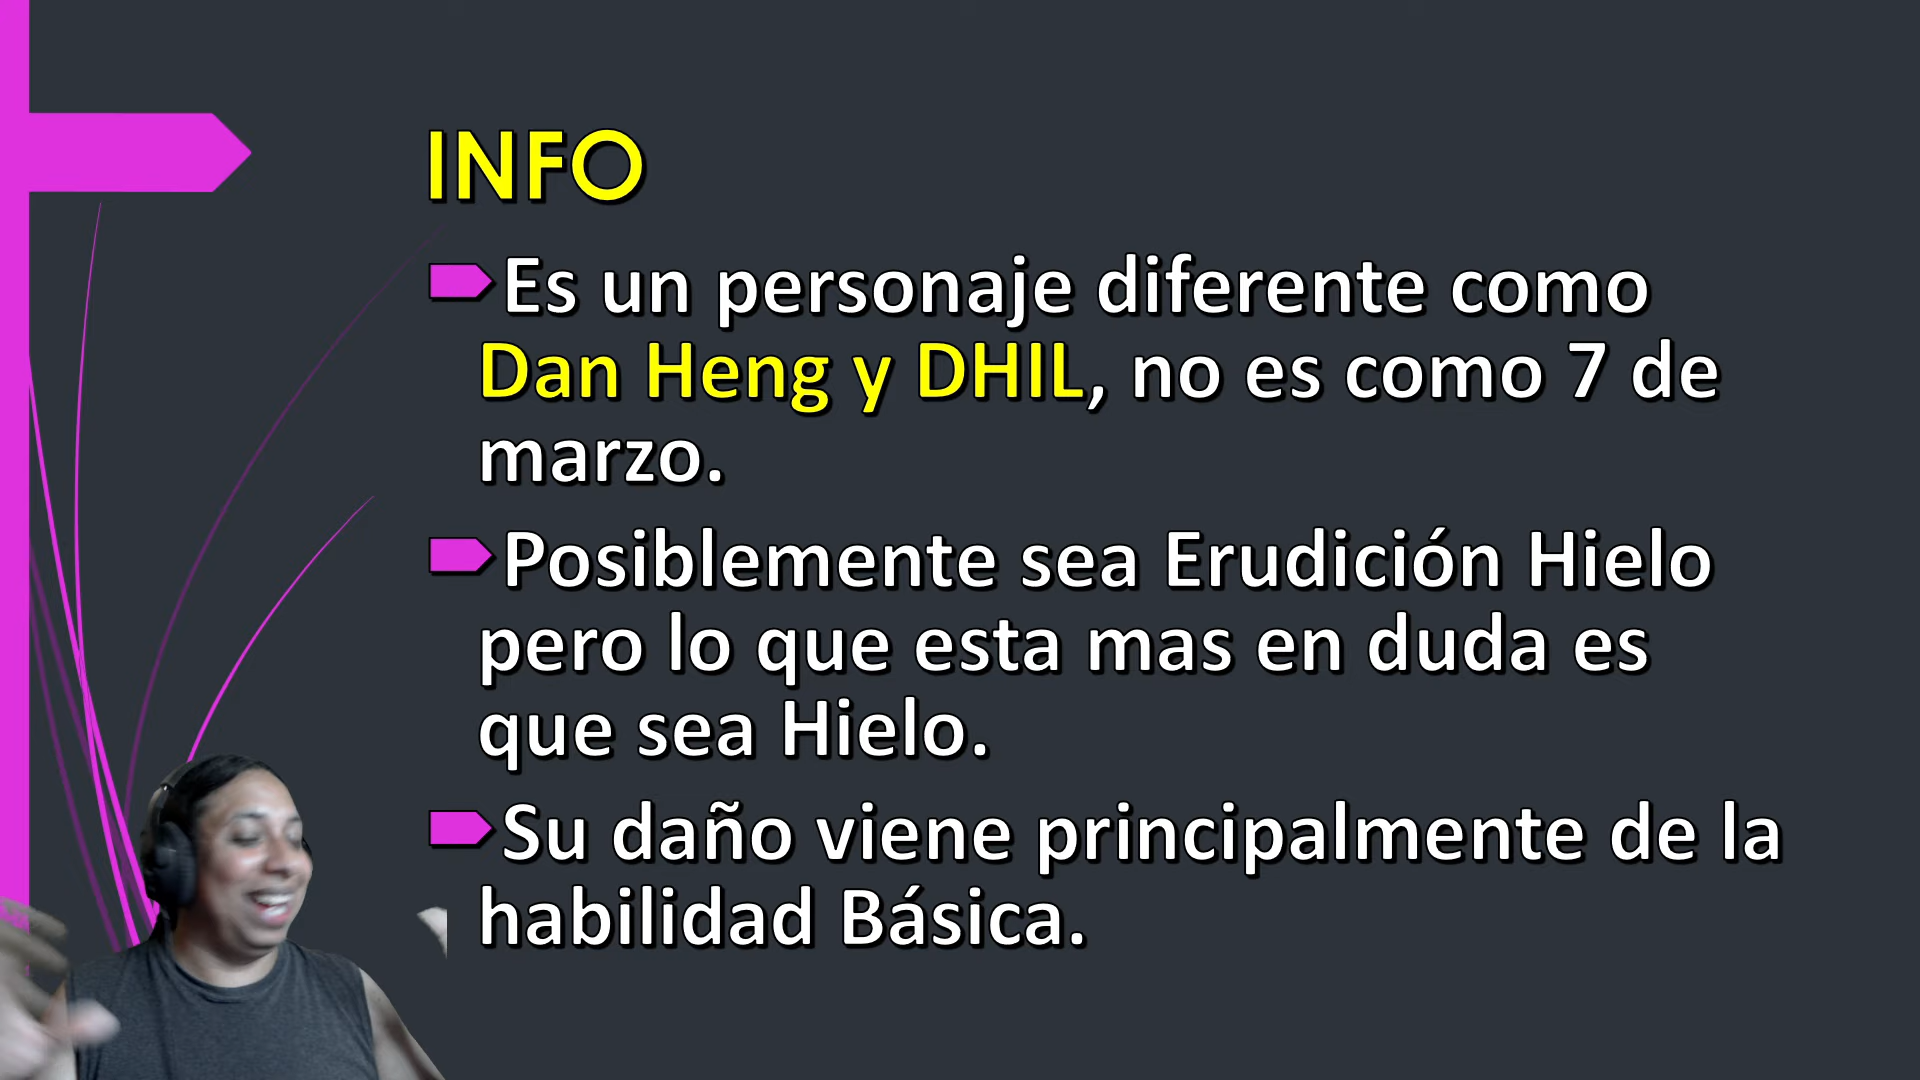 INFO
Es un personaje diferente como
Dan Heng y DHIL, no es como 7 de
marzo.
Posiblemente sea Erudición Hielo
pero lo que esta mas en duda es
que sea Hielo.
Su daño viene principalmente de la
habilidad Básica.